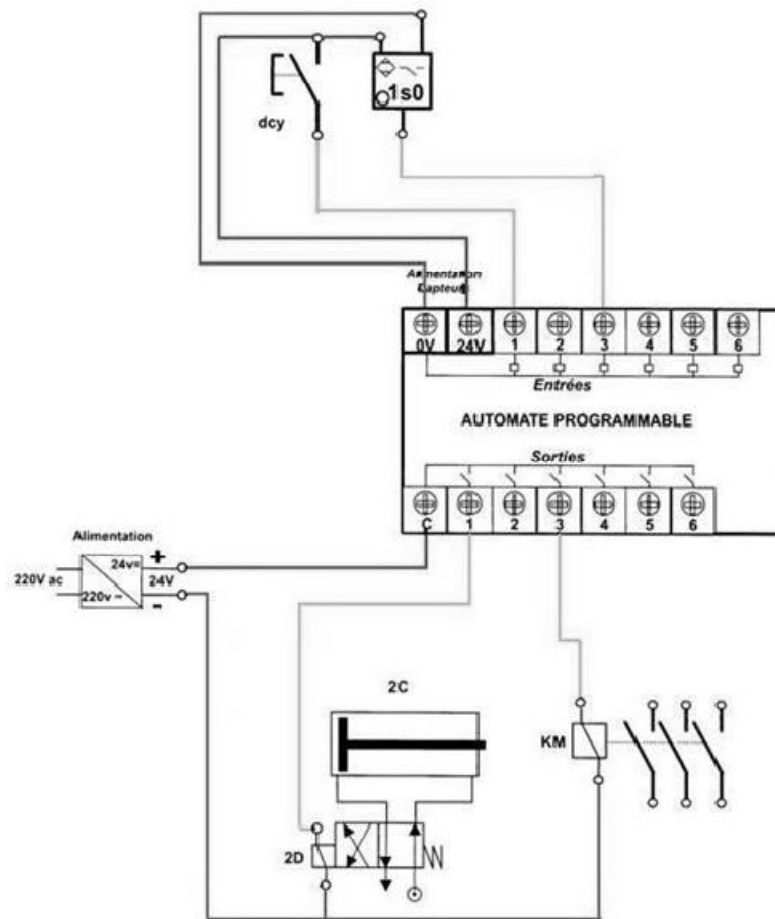 1s0
dcy
Alimentation
Capteurs
0V 24V 1 2 3 4 5 6
Entrées
AUTOMATE PROGRAMMABLE
Sorties
C 1 2 3 4 5 6
Alimentation
+
24v=
220V ac
24V
220v ~
-
2C
KM
2D